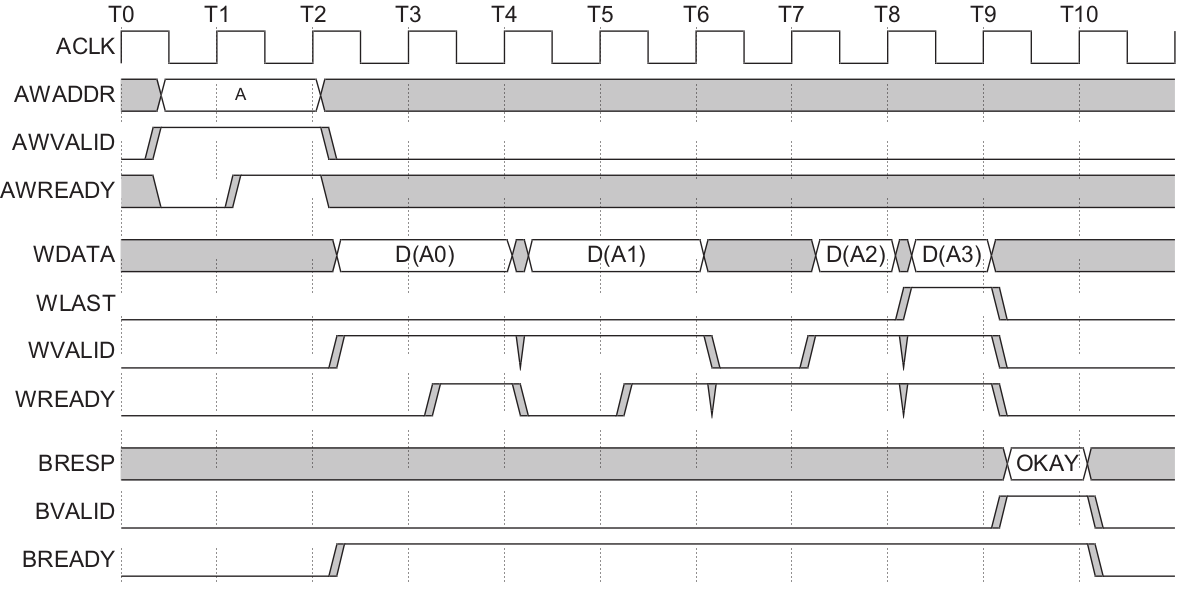 T0 T1 T2 T3 T4 T5 T6 T7 T8 T9 T10
ACLK
AWADDR A
AWVALID
AWREADY
WDATA D(A0) D(A1) D(A2) D(A3)
WLAST
WVALID
WREADY
BRESP OKAY
BVALID
BREADY